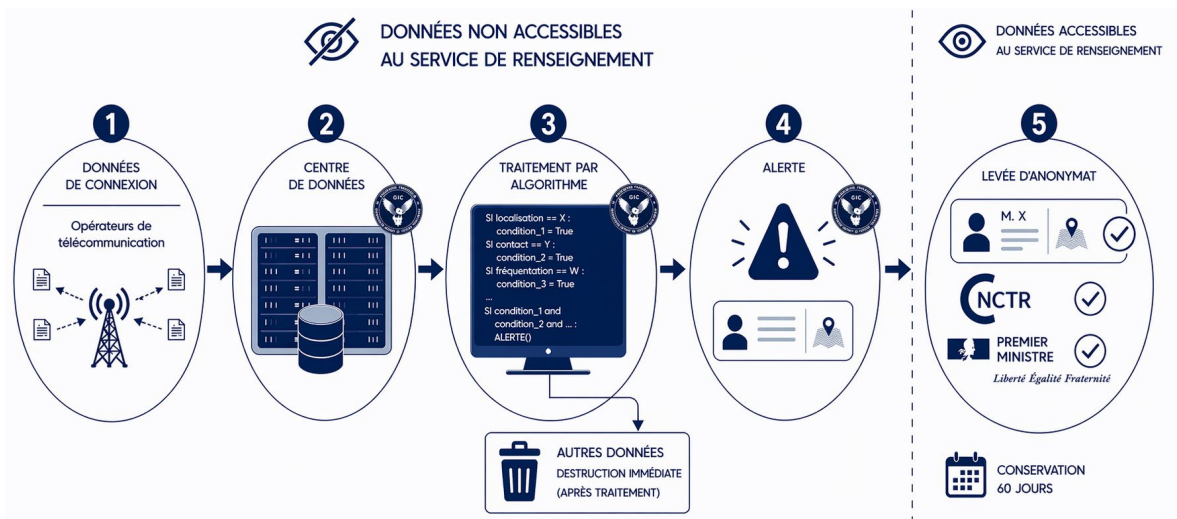 DONNÉES NON ACCESSIBLES
AU SERVICE DE RENSEIGNEMENT
DONNÉES ACCESSIBLES
AU SERVICE DE RENSEIGNEMENT
1
DONNÉES
DE CONNEXION
Opérateurs de
télécommunication
2
CENTRE
DE DONNÉES
GIC
3
TRAITEMENT PAR
ALGORITHME
GIC
SI localisation == X :
condition_1 = True
SI contact == Y :
condition_2 = True
SI fréquentation == W :
condition_3 = True
...
SI condition_1 and
condition_2 and ... :
ALERTE()
AUTRES DONNÉES
DESTRUCTION IMMÉDIATE
(APRÈS TRAITEMENT)
4
ALERTE
GIC
5
LEVÉE D'ANONYMAT
M. X
CNCTR
PREMIER
MINISTRE
Liberté Égalité Fraternité
CONSERVATION
60 JOURS